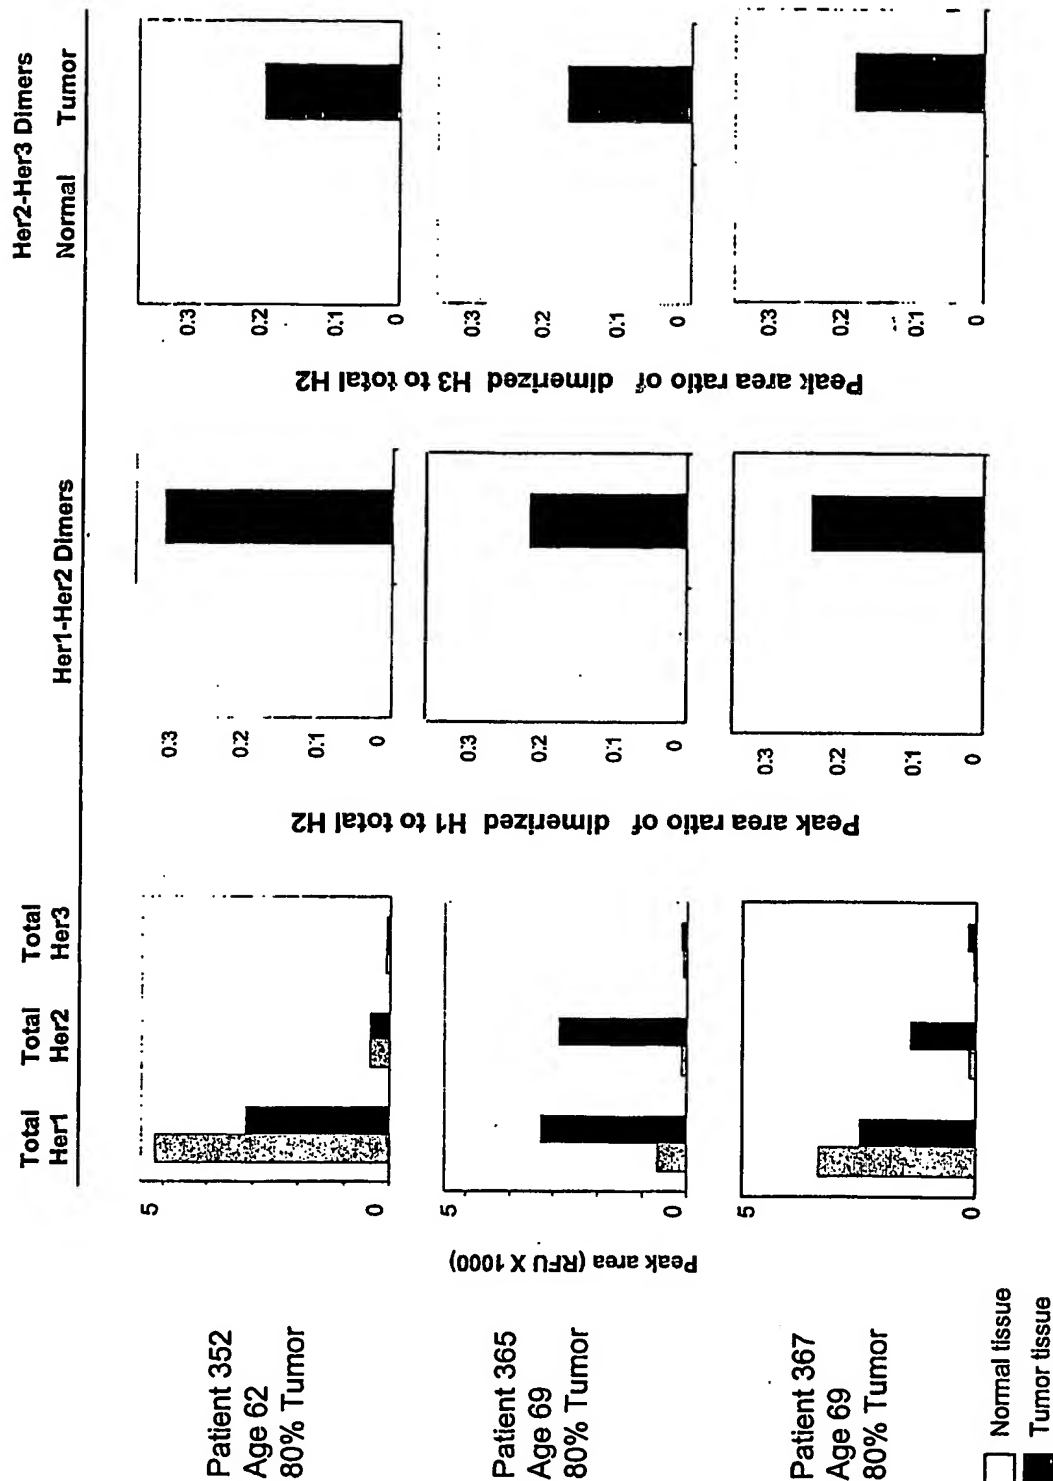 Total Her1
Total Her2
Total Her3
Her1-Her2 Dimers
Her2-Her3 Dimers
Normal Tumor
Patient 352
Age 62
80% Tumor
5
0
0.3
0.2
0.1
0
0.3
0.2
0.1
0
Patient 365
Age 69
80% Tumor
Peak area (RFU X 1000)
5
0
Peak area ratio of dimerized H1 to total H2
0.3
0.2
0.1
0
Peak area ratio of dimerized H3 to total H2
0.3
0.2
0.1
0
Patient 367
Age 69
80% Tumor
5
0
0.3
0.2
0.1
0
0.3
0.2
0.1
0
Normal tissue
Tumor tissue